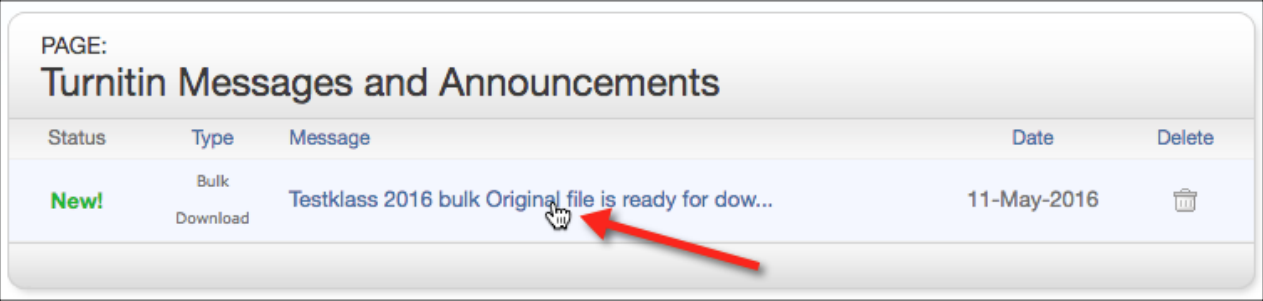 PAGE:
Turnitin Messages and Announcements
Status Type Message Date Delete
New! Bulk Download Testklass 2016 bulk Original file is ready for dow... 11-May-2016